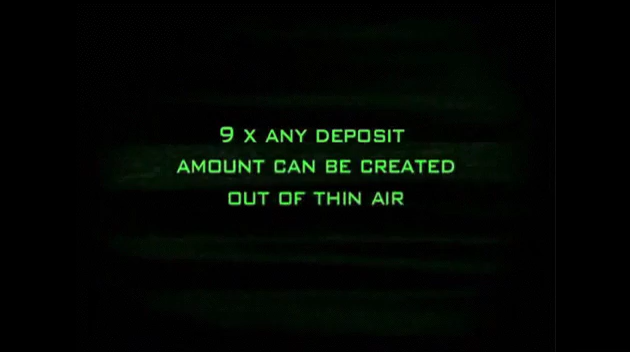 9 X ANY DEPOSIT
AMOUNT CAN BE CREATED
OUT OF THIN AIR